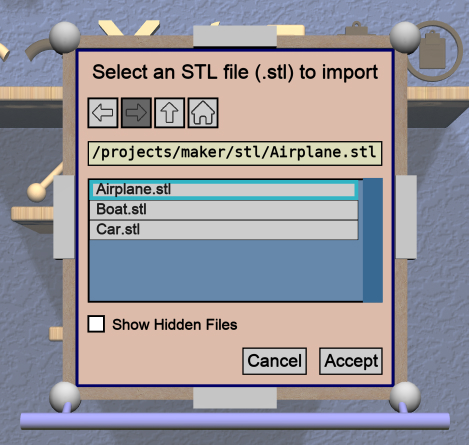 Select an STL file (.stl) to import
/projects/maker/stl/Airplane.stl
Airplane.stl
Boat.stl
Car.stl
Show Hidden Files
Cancel Accept